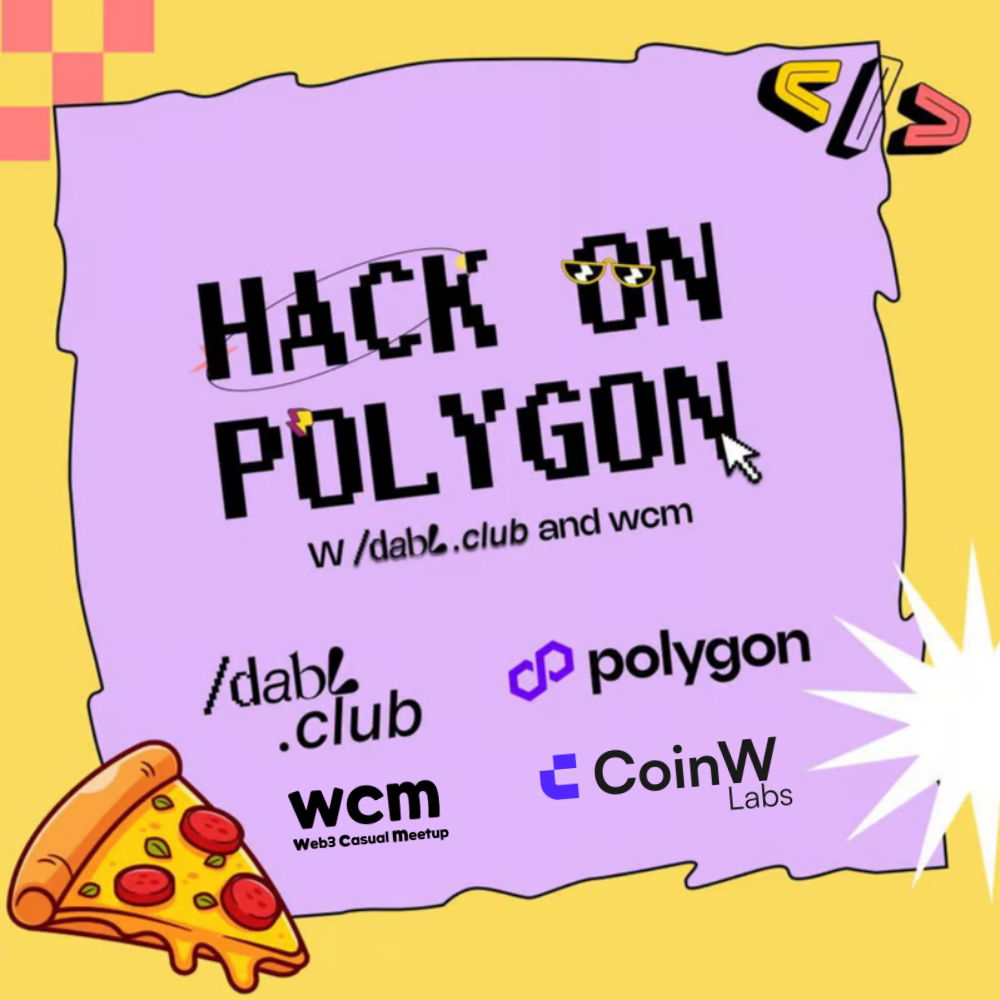 HACK ON
POLYGON
W /dabl.club and wcm
/dabl
.club
polygon
wcm
Web3 Casual Meetup
CoinW
Labs